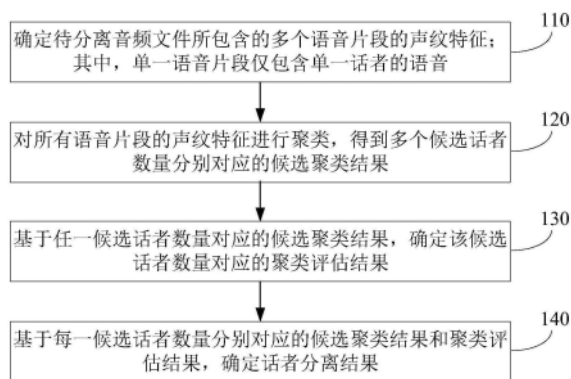 110
确定待分离音频文件所包含的多个语音片段的声纹特征；
其中，单一语音片段仅包含单一话者的语音
120
对所有语音片段的声纹特征进行聚类，得到多个候选话者
数量分别对应的候选聚类结果
130
基于任一候选话者数量对应的候选聚类结果，确定该候选
话者数量对应的聚类评估结果
140
基于每一候选话者数量分别对应的候选聚类结果和聚类评
估结果，确定话者分离结果